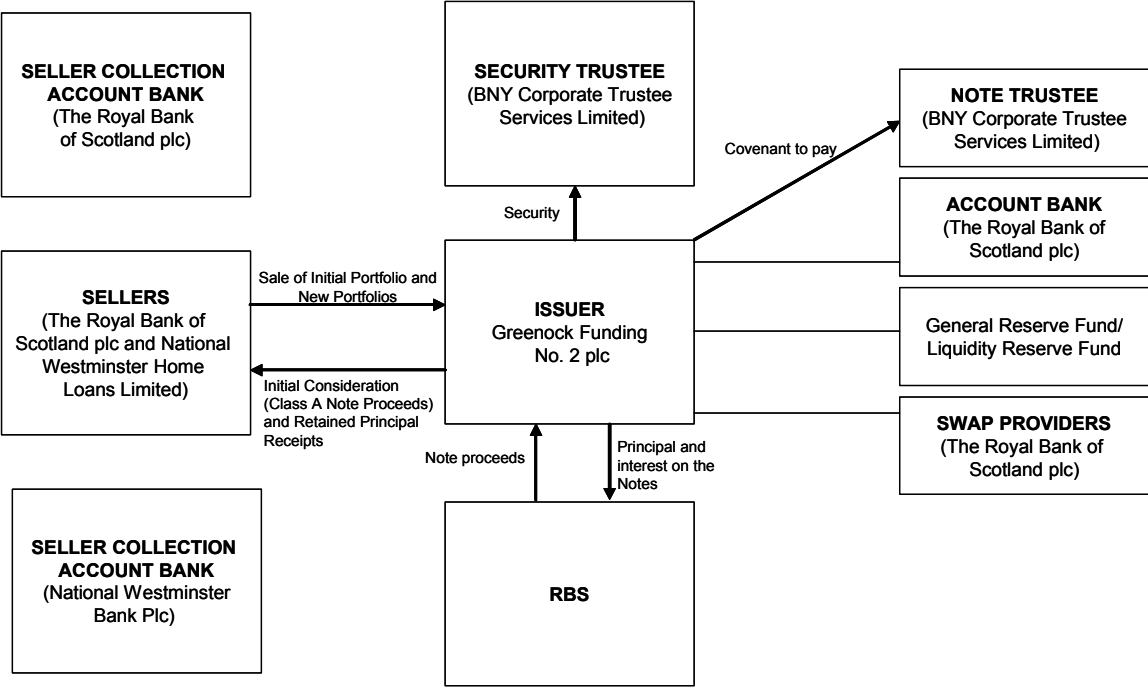 SELLER COLLECTION
ACCOUNT BANK
(The Royal Bank
of Scotland plc)
SECURITY TRUSTEE
(BNY Corporate Trustee
Services Limited)
NOTE TRUSTEE
(BNY Corporate Trustee
Services Limited)
Covenant to pay
Security
ACCOUNT BANK
(The Royal Bank of
Scotland plc)
SELLERS
(The Royal Bank of
Scotland plc and National
Westminster Home
Loans Limited)
Sale of Initial Portfolio and
New Portfolios
ISSUER
Greenock Funding
No. 2 plc
General Reserve Fund/
Liquidity Reserve Fund
Initial Consideration
(Class A Note Proceeds)
and Retained Principal
Receipts
SWAP PROVIDERS
(The Royal Bank of
Scotland plc)
Note proceeds
Principal and
interest on the
Notes
SELLER COLLECTION
ACCOUNT BANK
(National Westminster
Bank Plc)
RBS